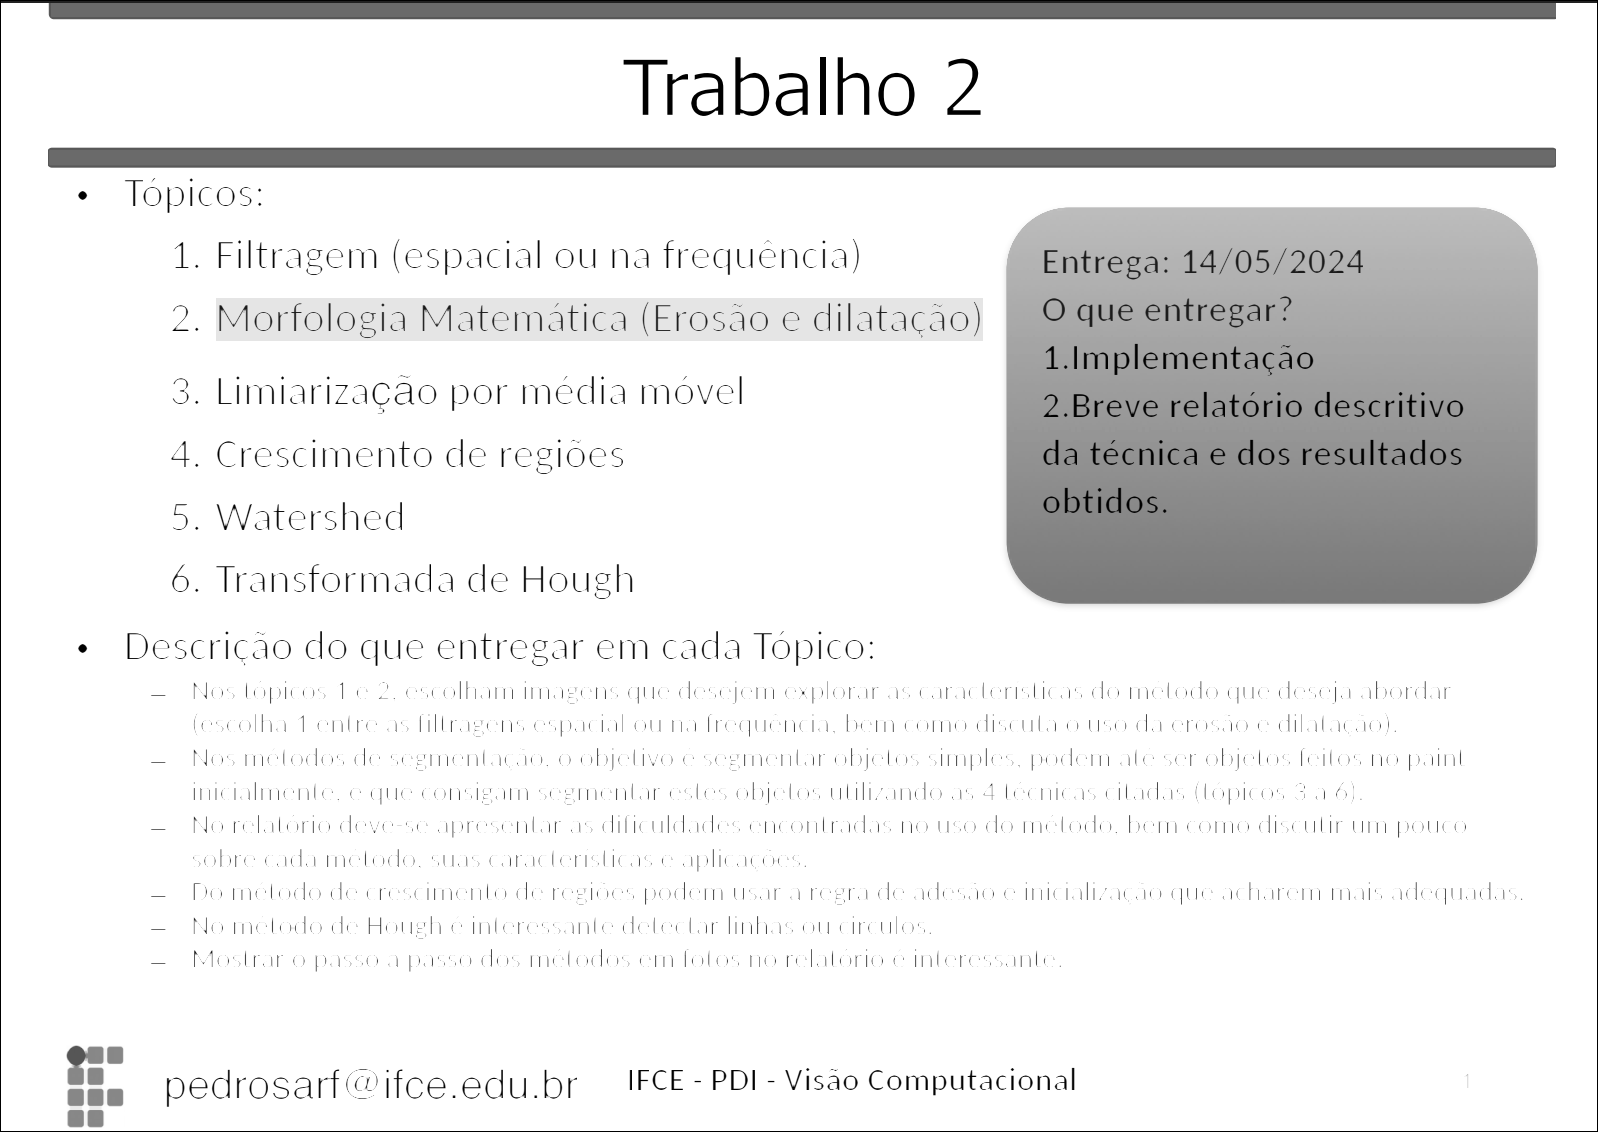 Trabalho 2
• Tópicos:
1. Filtragem (espacial ou na frequência)
2. Morfologia Matemática (Erosão e dilatação)
3. Limiarização por média móvel
4. Crescimento de regiões
5. Watershed
6. Transformada de Hough
Entrega: 14/05/2024
O que entregar?
1.Implementação
2.Breve relatório descritivo
da técnica e dos resultados
obtidos.
• Descrição do que entregar em cada Tópico:
– Nos tópicos 1 e 2, escolham imagens que desejem explorar as características do método que deseja abordar
(escolha 1 entre as filtragens espacial ou na frequência, bem como discuta o uso da erosão e dilatação).
– Nos métodos de segmentação, o objetivo é segmentar objetos simples, podem até ser objetos feitos no paint
inicialmente, e que consigam segmentar estes objetos utilizando as 4 técnicas citadas (tópicos 3 a 6).
– No relatório deve-se apresentar as dificuldades encontradas no uso do método, bem como discutir um pouco
sobre cada método, suas características e aplicações.
– Do método de crescimento de regiões podem usar a regra de adesão e inicialização que acharem mais adequadas.
– No método de Hough é interessante detectar linhas ou círculos.
– Mostrar o passo a passo dos métodos em fotos no relatório é interessante.
pedrosarf@ifce.edu.br
IFCE - PDI - Visão Computacional
1